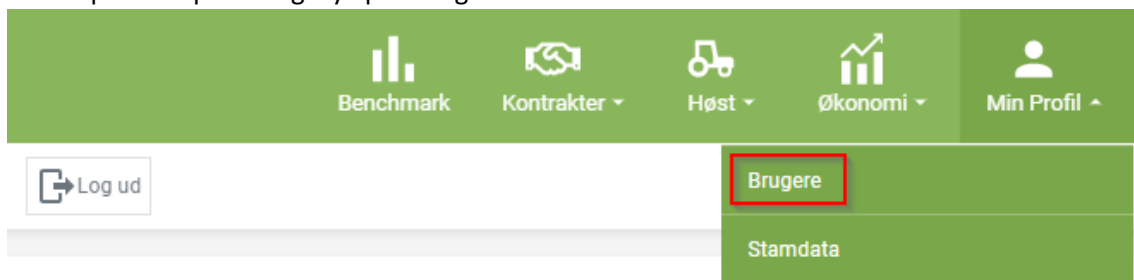 Benchmark
Kontrakter
Høst
Økonomi
Min Profil
Log ud
Brugere
Stamdata